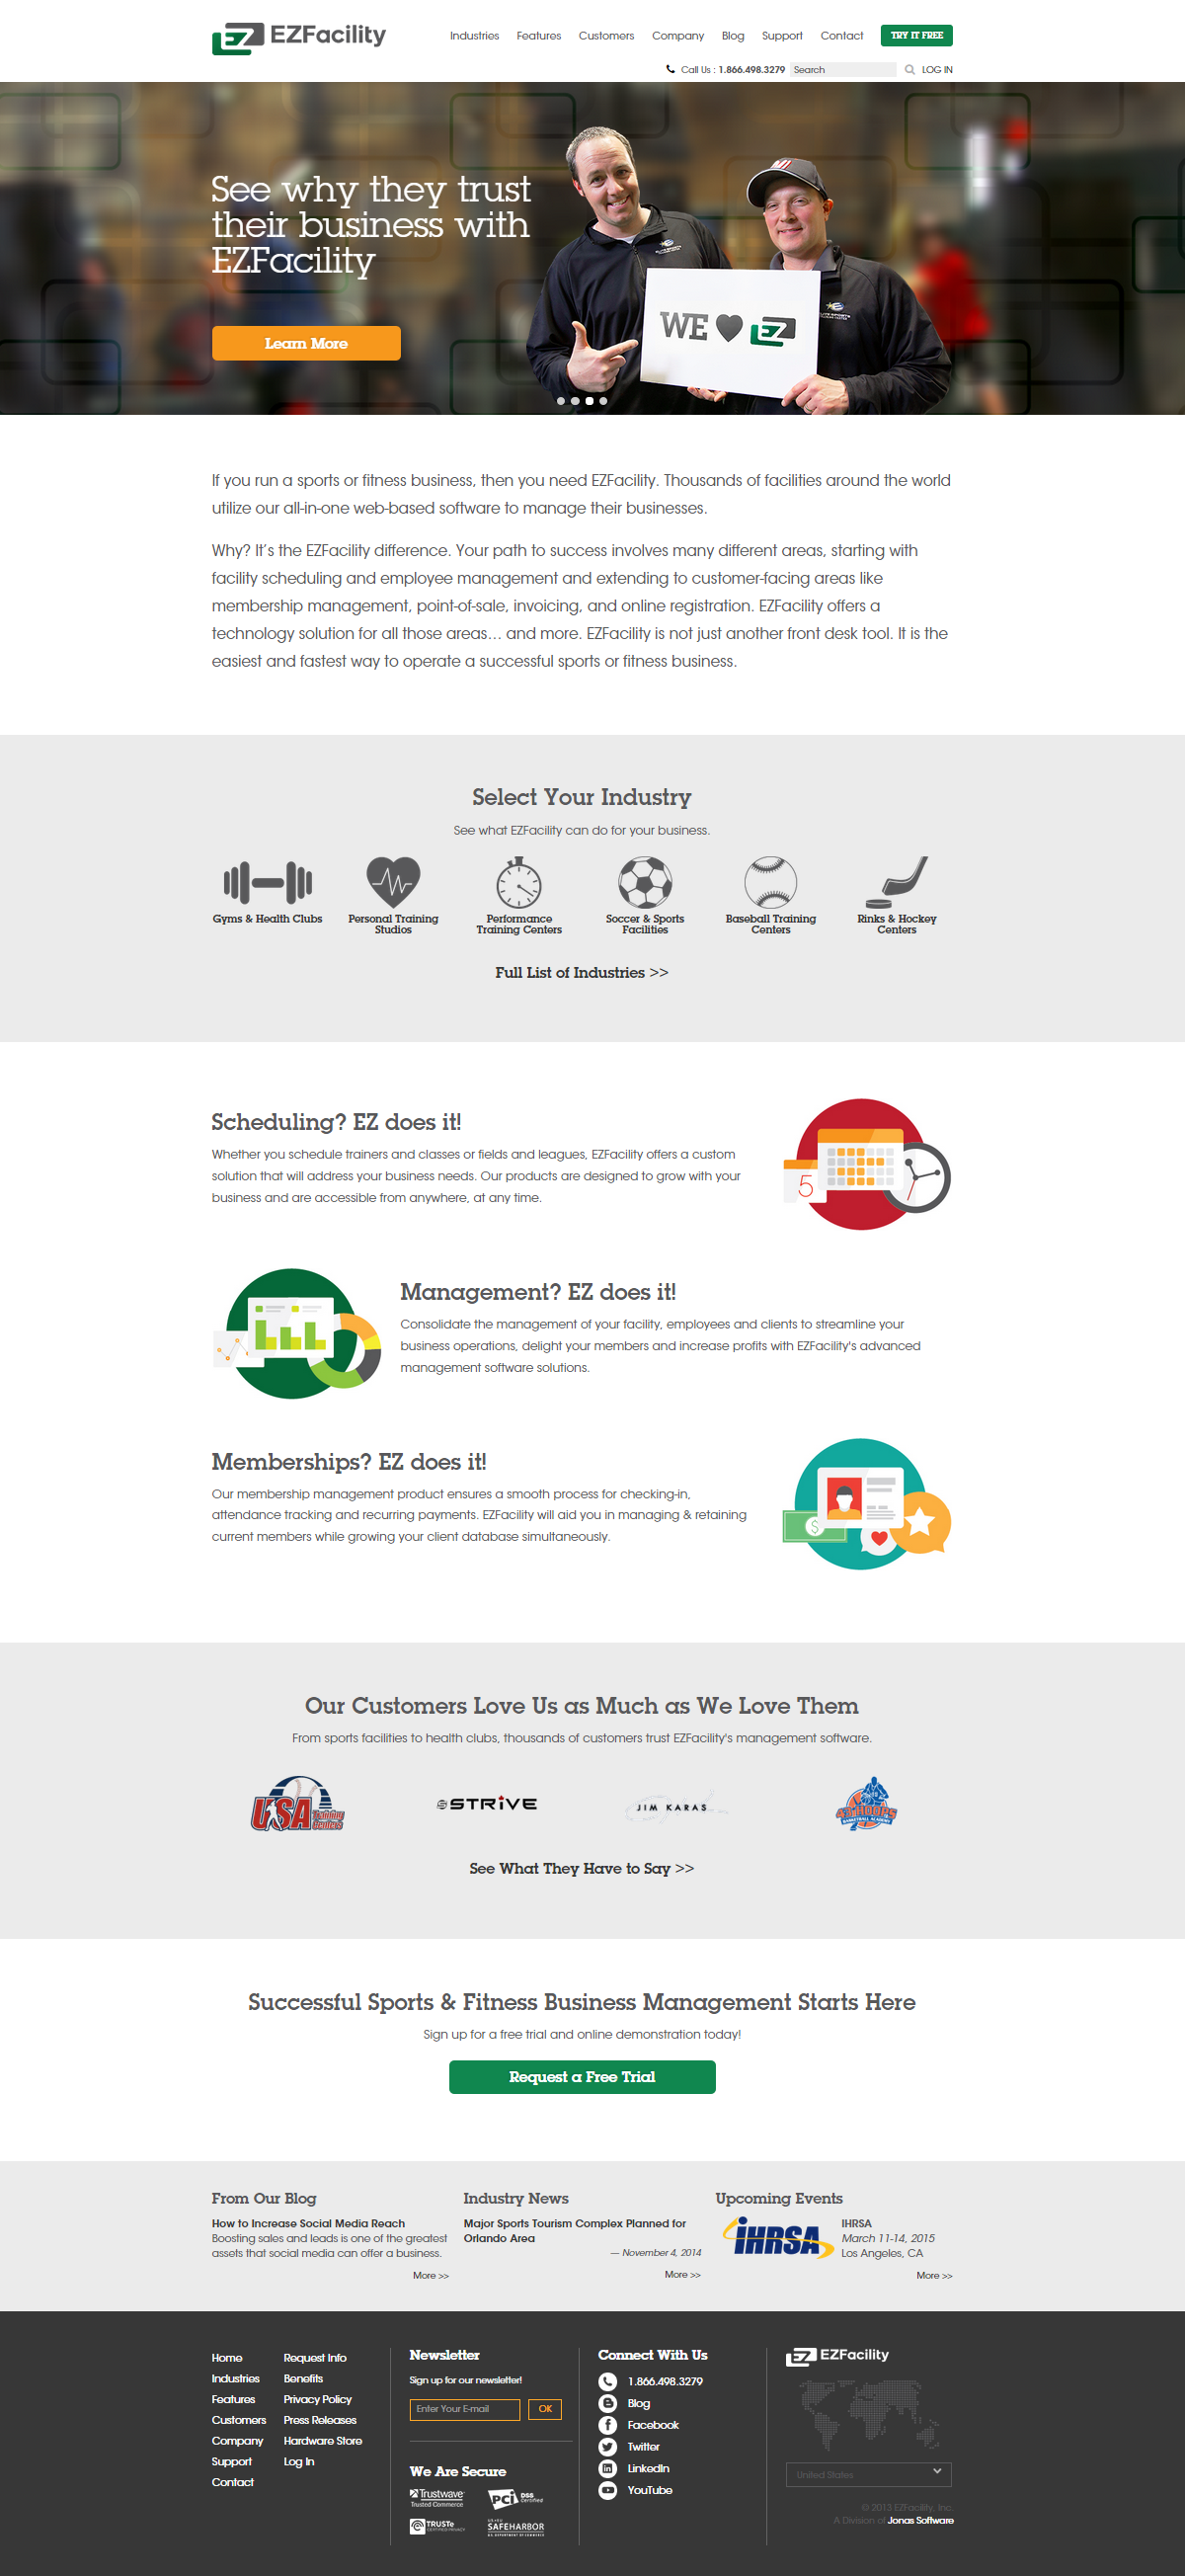 EZ EZFacility
Industries Features Customers Company Blog Support Contact TRY IT FREE
Call Us : 1.866.498.3279 Search LOG IN
See why they trust
their business with
EZFacility
WE EZ
Learn More
If you run a sports or fitness business, then you need EZFacility. Thousands of facilities around the world
utilize our all-in-one web-based software to manage their businesses.
Why? It’s the EZFacility difference. Your path to success involves many different areas, starting with
facility scheduling and employee management and extending to customer-facing areas like
membership management, point-of-sale, invoicing, and online registration. EZFacility offers a
technology solution for all those areas… and more. EZFacility is not just another front desk tool. It is the
easiest and fastest way to operate a successful sports or fitness business.
Select Your Industry
See what EZFacility can do for your business.
Gyms & Health Clubs
Personal Training
Studios
Performance
Training Centers
Soccer & Sports
Facilities
Baseball Training
Centers
Rinks & Hockey
Centers
Full List of Industries >>
Scheduling? EZ does it!
Whether you schedule trainers and classes or fields and leagues, EZFacility offers a custom
solution that will address your business needs. Our products are designed to grow with your
business and are accessible from anywhere, at any time.
5
Management? EZ does it!
Consolidate the management of your facility, employees and clients to streamline your
business operations, delight your members and increase profits with EZFacility's advanced
management software solutions.
Memberships? EZ does it!
Our membership management product ensures a smooth process for checking-in,
attendance tracking and recurring payments. EZFacility will aid you in managing & retaining
current members while growing your client database simultaneously.
$
Our Customers Love Us as Much as We Love Them
From sports facilities to health clubs, thousands of customers trust EZFacility's management software.
USA Training Centers
STRIVE
JIM KARAS
HOOPS
BASKETBALL ACADEMY
See What They Have to Say >>
Successful Sports & Fitness Business Management Starts Here
Sign up for a free trial and online demonstration today!
Request a Free Trial
From Our Blog
How to Increase Social Media Reach
Boosting sales and leads is one of the greatest
assets that social media can offer a business.
More >>
Industry News
Major Sports Tourism Complex Planned for
Orlando Area
— November 4, 2014
More >>
Upcoming Events
IHRSA
IHRSA
March 11-14, 2015
Los Angeles, CA
More >>
Home
Industries
Features
Customers
Company
Support
Contact
Request Info
Benefits
Privacy Policy
Press Releases
Hardware Store
Log In
Newsletter
Sign up for our newsletter!
Enter Your E-mail OK
We Are Secure
Trustwave
Trusted Commerce
PCI DSS
Certified
TRUSTe
CERTIFIED PRIVACY
SAFEHARBOR
U.S. DEPARTMENT OF COMMERCE
Connect With Us
1.866.498.3279
Blog
Facebook
Twitter
LinkedIn
YouTube
EZ EZFacility
United States
© 2013 EZFacility, Inc.
A Division of Jonas Software